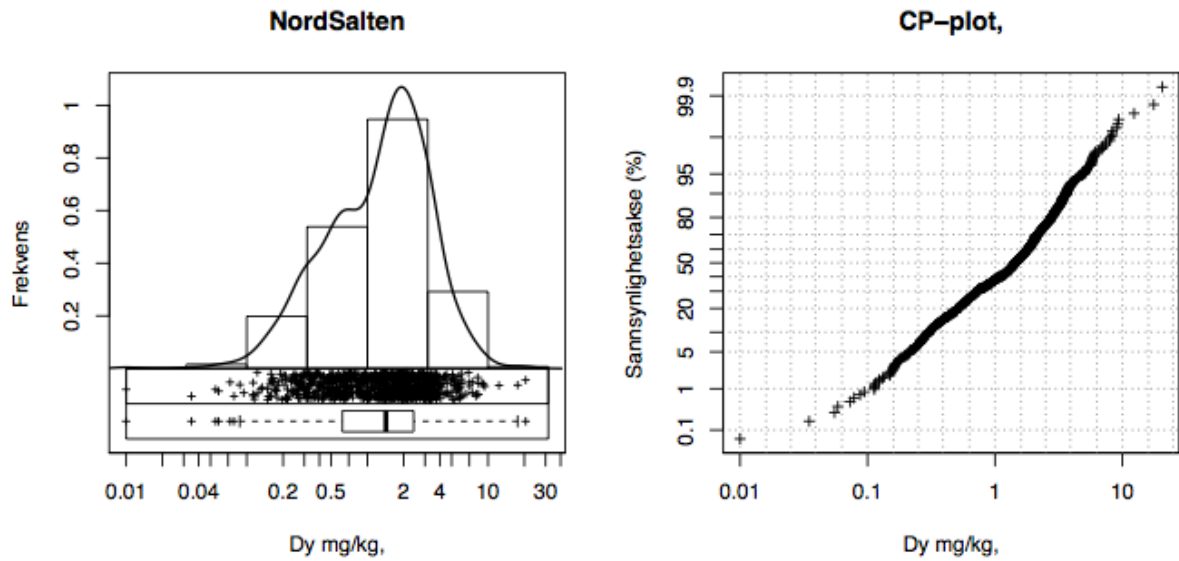 NordSalten
Frekvens
1
0.8
0.6
0.4
0.2
0.01 0.04 0.2 0.5 2 4 10 30
Dy mg/kg,
CP−plot,
Sannsynlighetsakse (%)
99.9
95
80
50
20
5
1
0.1
0.01 0.1 1 10
Dy mg/kg,